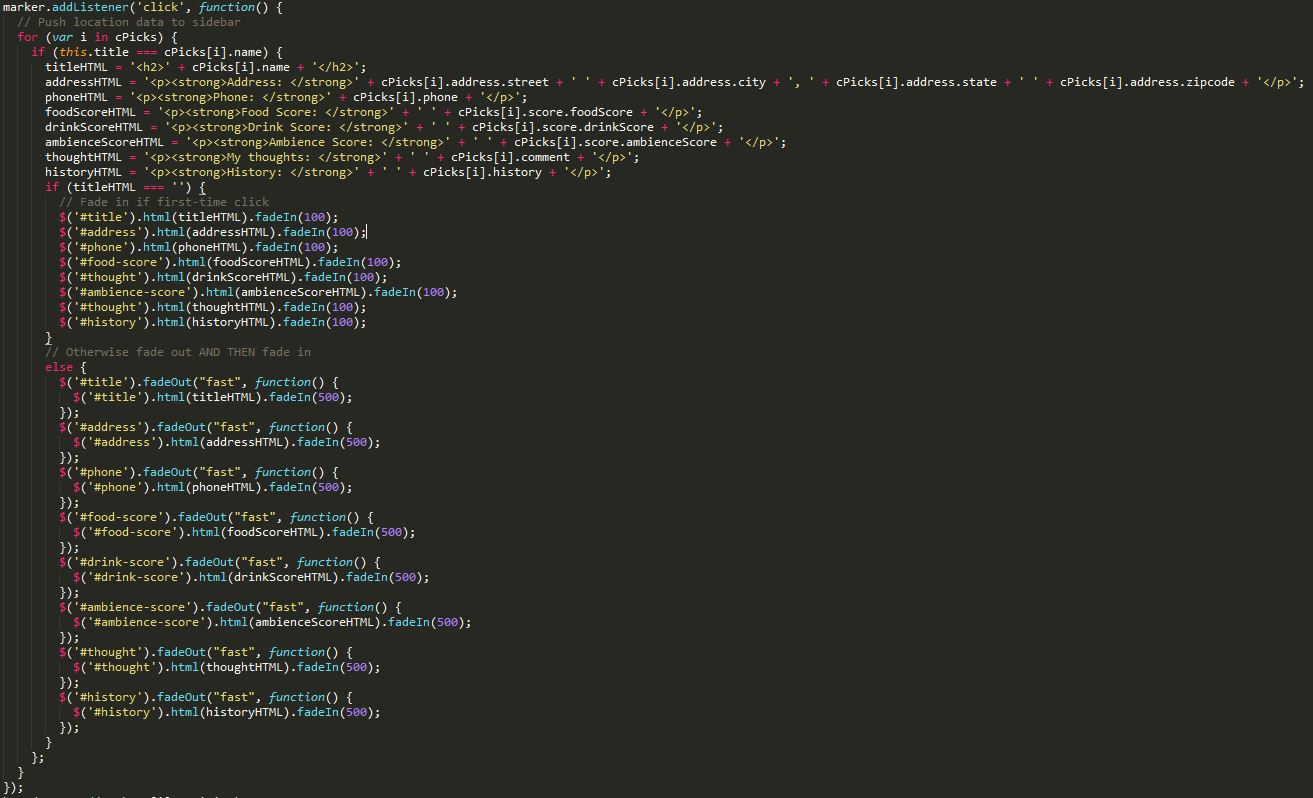 marker.addListener('click', function() {
// Push location data to sidebar
for (var i in cPicks) {
if (this.title === cPicks[i].name) {
titleHTML = '<h2>' + cPicks[i].name + '</h2>';
addressHTML = '<p><strong>Address: </strong>' + cPicks[i].address.street + ' ' + cPicks[i].address.city + ', ' + cPicks[i].address.state + ' ' + cPicks[i].address.zipcode + '</p>';
phoneHTML = '<p><strong>Phone: </strong>' + cPicks[i].phone + '</p>';
foodScoreHTML = '<p><strong>Food Score: </strong>' + ' ' + cPicks[i].score.foodScore + '</p>';
drinkScoreHTML = '<p><strong>Drink Score: </strong>' + ' ' + cPicks[i].score.drinkScore + '</p>';
ambienceScoreHTML = '<p><strong>Ambience Score: </strong>' + ' ' + cPicks[i].score.ambienceScore + '</p>';
thoughtHTML = '<p><strong>My thoughts: </strong>' + ' ' + cPicks[i].comment + '</p>';
historyHTML = '<p><strong>History: </strong>' + ' ' + cPicks[i].history + '</p>';
if (titleHTML === '') {
// Fade in if first-time click
$('#title').html(titleHTML).fadeIn(100);
$('#address').html(addressHTML).fadeIn(100);
$('#phone').html(phoneHTML).fadeIn(100);
$('#food-score').html(foodScoreHTML).fadeIn(100);
$('#thought').html(drinkScoreHTML).fadeIn(100);
$('#ambience-score').html(ambienceScoreHTML).fadeIn(100);
$('#thought').html(thoughtHTML).fadeIn(100);
$('#history').html(historyHTML).fadeIn(100);
}
// Otherwise fade out AND THEN fade in
else {
$('#title').fadeOut("fast", function() {
$('#title').html(titleHTML).fadeIn(500);
});
$('#address').fadeOut("fast", function() {
$('#address').html(addressHTML).fadeIn(500);
});
$('#phone').fadeOut("fast", function() {
$('#phone').html(phoneHTML).fadeIn(500);
});
$('#food-score').fadeOut("fast", function() {
$('#food-score').html(foodScoreHTML).fadeIn(500);
});
$('#drink-score').fadeOut("fast", function() {
$('#drink-score').html(drinkScoreHTML).fadeIn(500);
});
$('#ambience-score').fadeOut("fast", function() {
$('#ambience-score').html(ambienceScoreHTML).fadeIn(500);
});
$('#thought').fadeOut("fast", function() {
$('#thought').html(thoughtHTML).fadeIn(500);
});
$('#history').fadeOut("fast", function() {
$('#history').html(historyHTML).fadeIn(500);
});
}
};
}
});